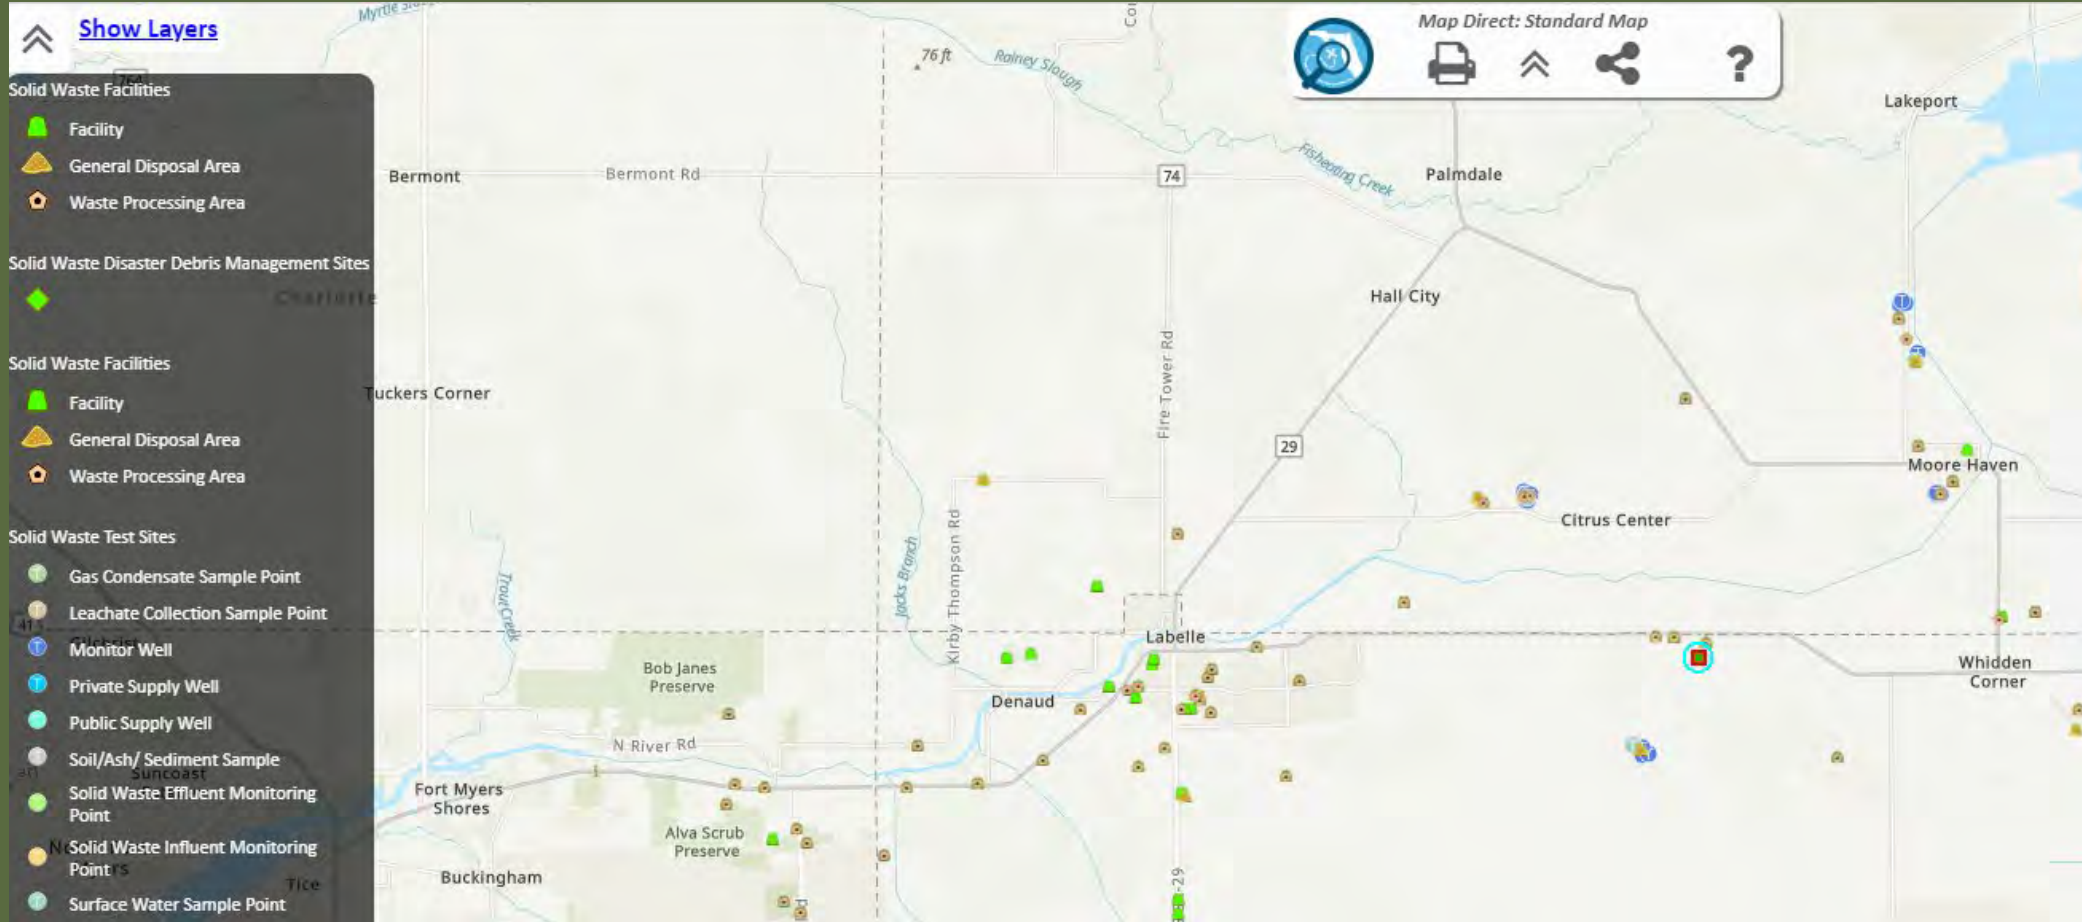 Show Layers
Solid Waste Facilities
Facility
General Disposal Area
Waste Processing Area
Solid Waste Disaster Debris Management Sites
Solid Waste Facilities
Facility
General Disposal Area
Waste Processing Area
Solid Waste Test Sites
Gas Condensate Sample Point
Leachate Collection Sample Point
Monitor Well
Private Supply Well
Public Supply Well
Soil/Ash/ Sediment Sample
Solid Waste Effluent Monitoring
Point
Solid Waste Influent Monitoring
Point
Surface Water Sample Point
Map Direct: Standard Map
?
764
Charlotte
Gilchrist
Suncoast
Tice
76 ft
Rainey Slough
Lakeport
Bermont
Bermont Rd
74
Fisheating Creek
Palmdale
Hall City
Tuckers Corner
Fire Tower Rd
29
Moore Haven
Citrus Center
Trout Creek
Jacks Branch
Kirby Thompson Rd
Labelle
Bob Janes
Preserve
Denaud
Whidden
Corner
N River Rd
Fort Myers
Shores
Alva Scrub
Preserve
Buckingham